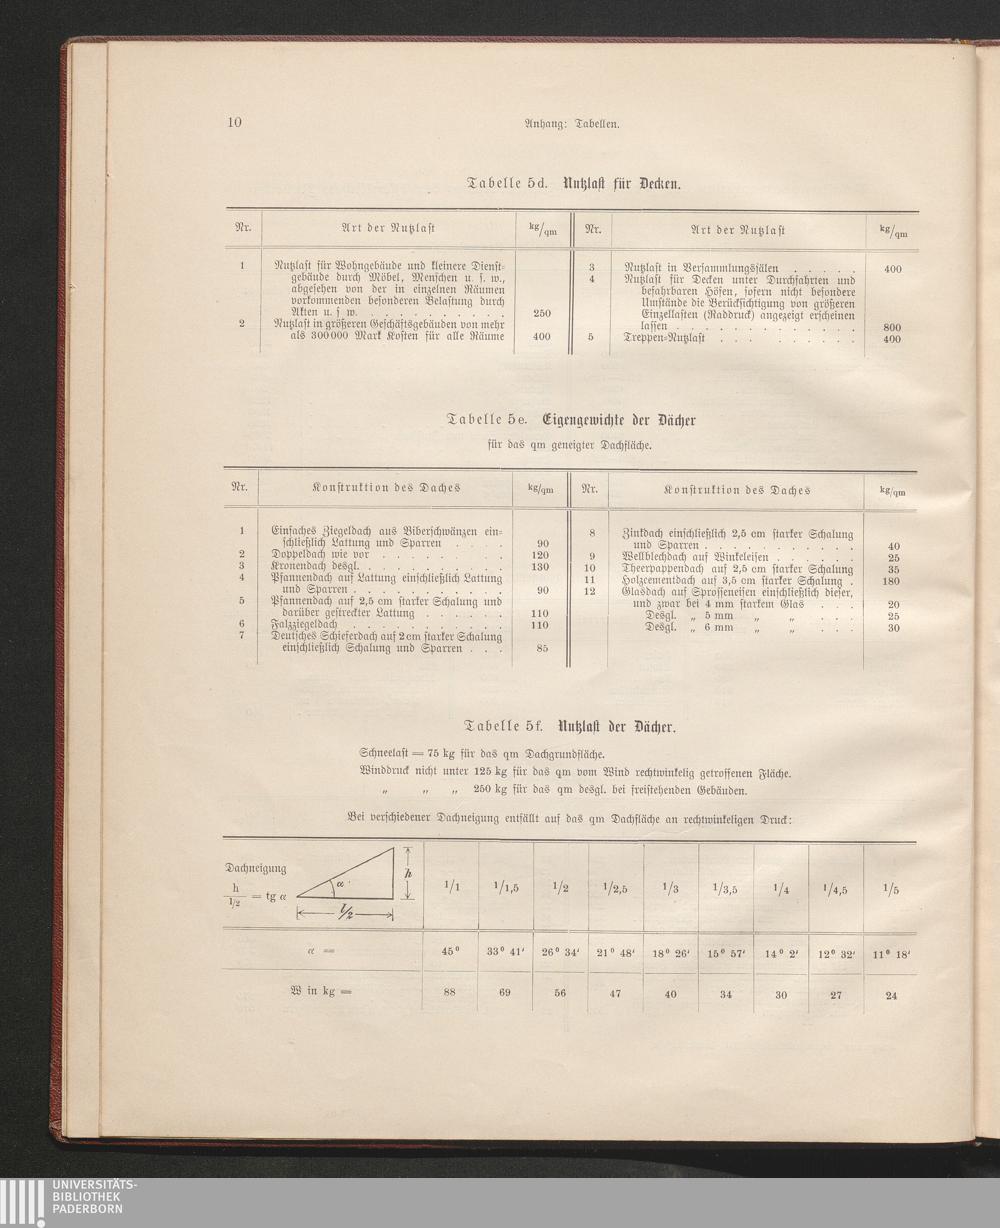 10
Anhang: Tabellen.
Tabelle 5d. Nutzlast für Decken.
Nr.
Art der Nutzlast
kg/qm
Nr.
Art der Nutzlast
kg/qm
1 Nutzlast für Wohngebäude und kleinere Dienst=
gebäude durch Möbel, Menschen u. s. w.,
abgesehen von der in einzelnen Räumen
vorkommenden besonderen Belastung durch
Akten u. s w. . . . . . . . . . . 250
2 Nutzlast in größeren Geschäftsgebäuden von mehr
als 300000 Mark Kosten für alle Räume 400
3 Nutzlast in Versammlungssälen . . . . . 400
4 Nutzlast für Decken unter Durchfahrten und
befahrbaren Höfen, sofern nicht besondere
Umstände die Berücksichtigung von größeren
Einzellasten (Raddruck) angezeigt erscheinen
lassen . . . . . . . . . . . . . 800
5 Treppen=Nutzlast . . . . . . . . . 400
Tabelle 5e. Eigengewichte der Dächer
für das qm geneigter Dachfläche.
Nr.
Konstruktion des Daches
kg/qm
Nr.
Konstruktion des Daches
kg/qm
1 Einfaches Ziegeldach aus Biberschwänzen ein=
schließlich Lattung und Sparren . . . . 90
2 Doppeldach wie vor . . . . . . . . . 120
3 Kronendach desgl. . . . . . . . . . . 130
4 Pfannendach auf Lattung einschließlich Lattung
und Sparren . . . . . . . . . . . 90
5 Pfannendach auf 2,5 cm starker Schalung und
darüber gestreckter Lattung . . . . . . 110
6 Falzziegeldach . . . . . . . . . . . 110
7 Deutsches Schieferdach auf 2 cm starker Schalung
einschließlich Schalung und Sparren . . . 85
8 Zinkdach einschließlich 2,5 cm starker Schalung
und Sparren . . . . . . . . . . . 40
9 Wellblechdach auf Winkeleisen . . . . . . 25
10 Theerpappendach auf 2,5 cm starker Schalung 35
11 Holzcementdach auf 3,5 cm starker Schalung . 180
12 Glasdach auf Sprosseneisen einschließlich dieser,
und zwar bei 4 mm starkem Glas . . . 20
Desgl. „ 5 mm „ „ . . . 25
Desgl. „ 6 mm „ „ . . . 30
Tabelle 5f. Nutzlast der Dächer.
Schneelast = 75 kg für das qm Dachgrundfläche.
Winddruck nicht unter 125 kg für das qm vom Wind rechtwinkelig getroffenen Fläche.
„ „ „ 250 kg für das qm desgl. bei freistehenden Gebäuden.
Bei verschiedener Dachneigung entfällt auf das qm Dachfläche an rechtwinkeligen Druck:
Dachneigung
h
l/2
= tg α
α
h
l/2
1/1 1/1,5 1/2 1/2,5 1/3 1/3,5 1/4 1/4,5 1/5
α = 45° 33° 41′ 26° 34′ 21° 48′ 18° 26′ 15° 57′ 14° 2′ 12° 32′ 11° 18′
W in kg = 88 69 56 47 40 34 30 27 24
UNIVERSITÄTS-
BIBLIOTHEK
PADERBORN